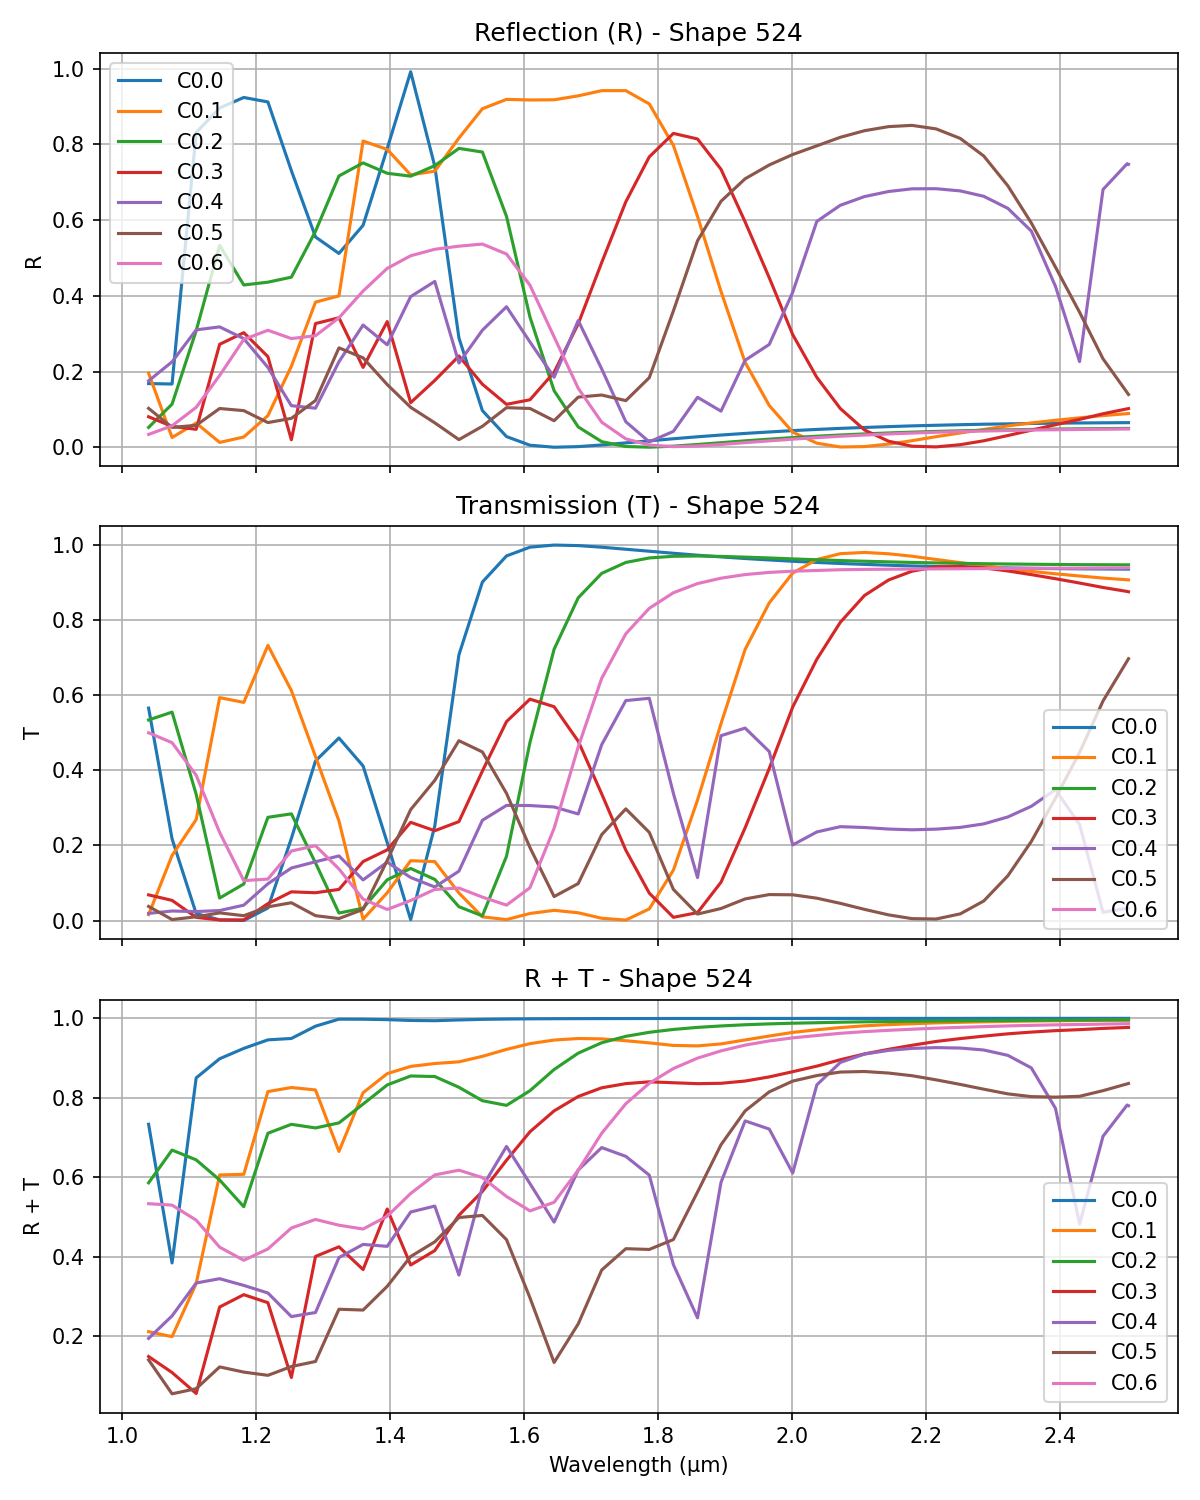 Reflection (R) - Shape 524
1.0
0.8
0.6
0.4
0.2
0.0
R
C0.0
C0.1
C0.2
C0.3
C0.4
C0.5
C0.6
Transmission (T) - Shape 524
1.0
0.8
0.6
0.4
0.2
0.0
T
C0.0
C0.1
C0.2
C0.3
C0.4
C0.5
C0.6
R + T - Shape 524
1.0
0.8
0.6
0.4
0.2
R + T
C0.0
C0.1
C0.2
C0.3
C0.4
C0.5
C0.6
1.0 1.2 1.4 1.6 1.8 2.0 2.2 2.4
Wavelength (μm)